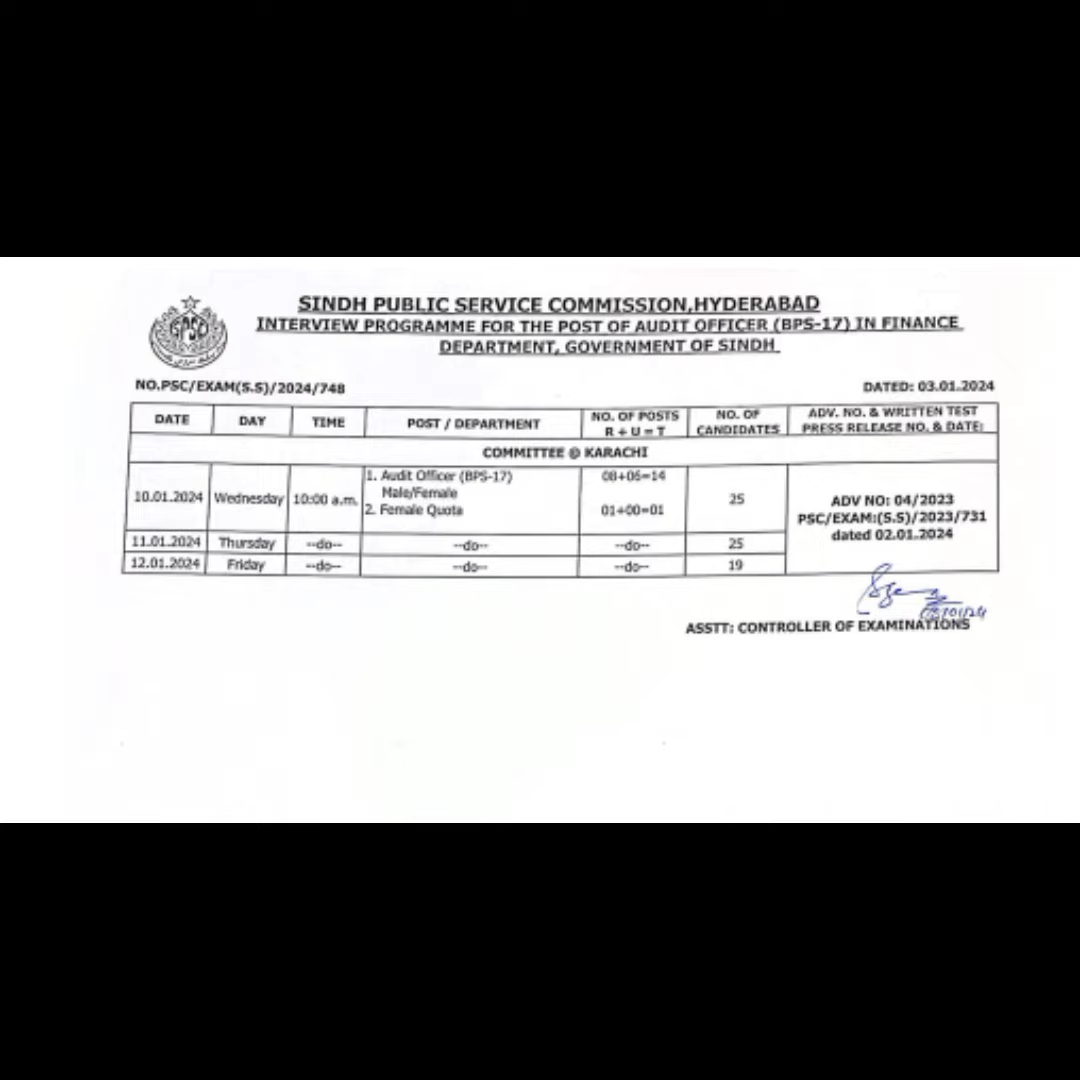 SINDH PUBLIC SERVICE COMMISSION,HYDERABAD
INTERVIEW PROGRAMME FOR THE POST OF AUDIT OFFICER (BPS-17) IN FINANCE
DEPARTMENT, GOVERNMENT OF SINDH
NO.PSC/EXAM(S.S)/2024/748
DATED: 03.01.2024
DATE DAY TIME POST / DEPARTMENT NO. OF POSTS R + U = T NO. OF CANDIDATES ADV. NO. & WRITTEN TEST PRESS RELEASE NO. & DATE:
COMMITTEE @ KARACHI
10.01.2024 Wednesday 10:00 a.m.
1. Audit Officer (BPS-17) 08+06=14
Male/Female
2. Female Quota 01+00=01
25
ADV NO: 04/2023
PSC/EXAM:(S.S)/2023/731
dated 02.01.2024
11.01.2024 Thursday --do-- --do-- --do-- 25
12.01.2024 Friday --do-- --do-- --do-- 19
ASSTT: CONTROLLER OF EXAMINATIONS